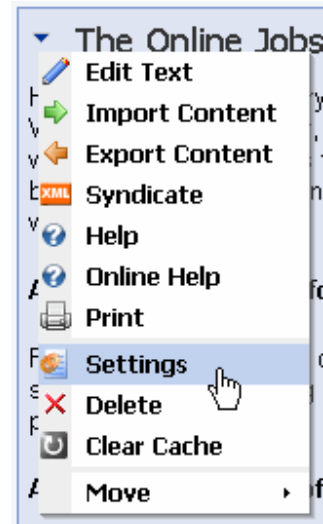 The Online Jobs
Edit Text
Import Content
Export Content
XML Syndicate
Help
Online Help
Print
Settings
Delete
Clear Cache
Move